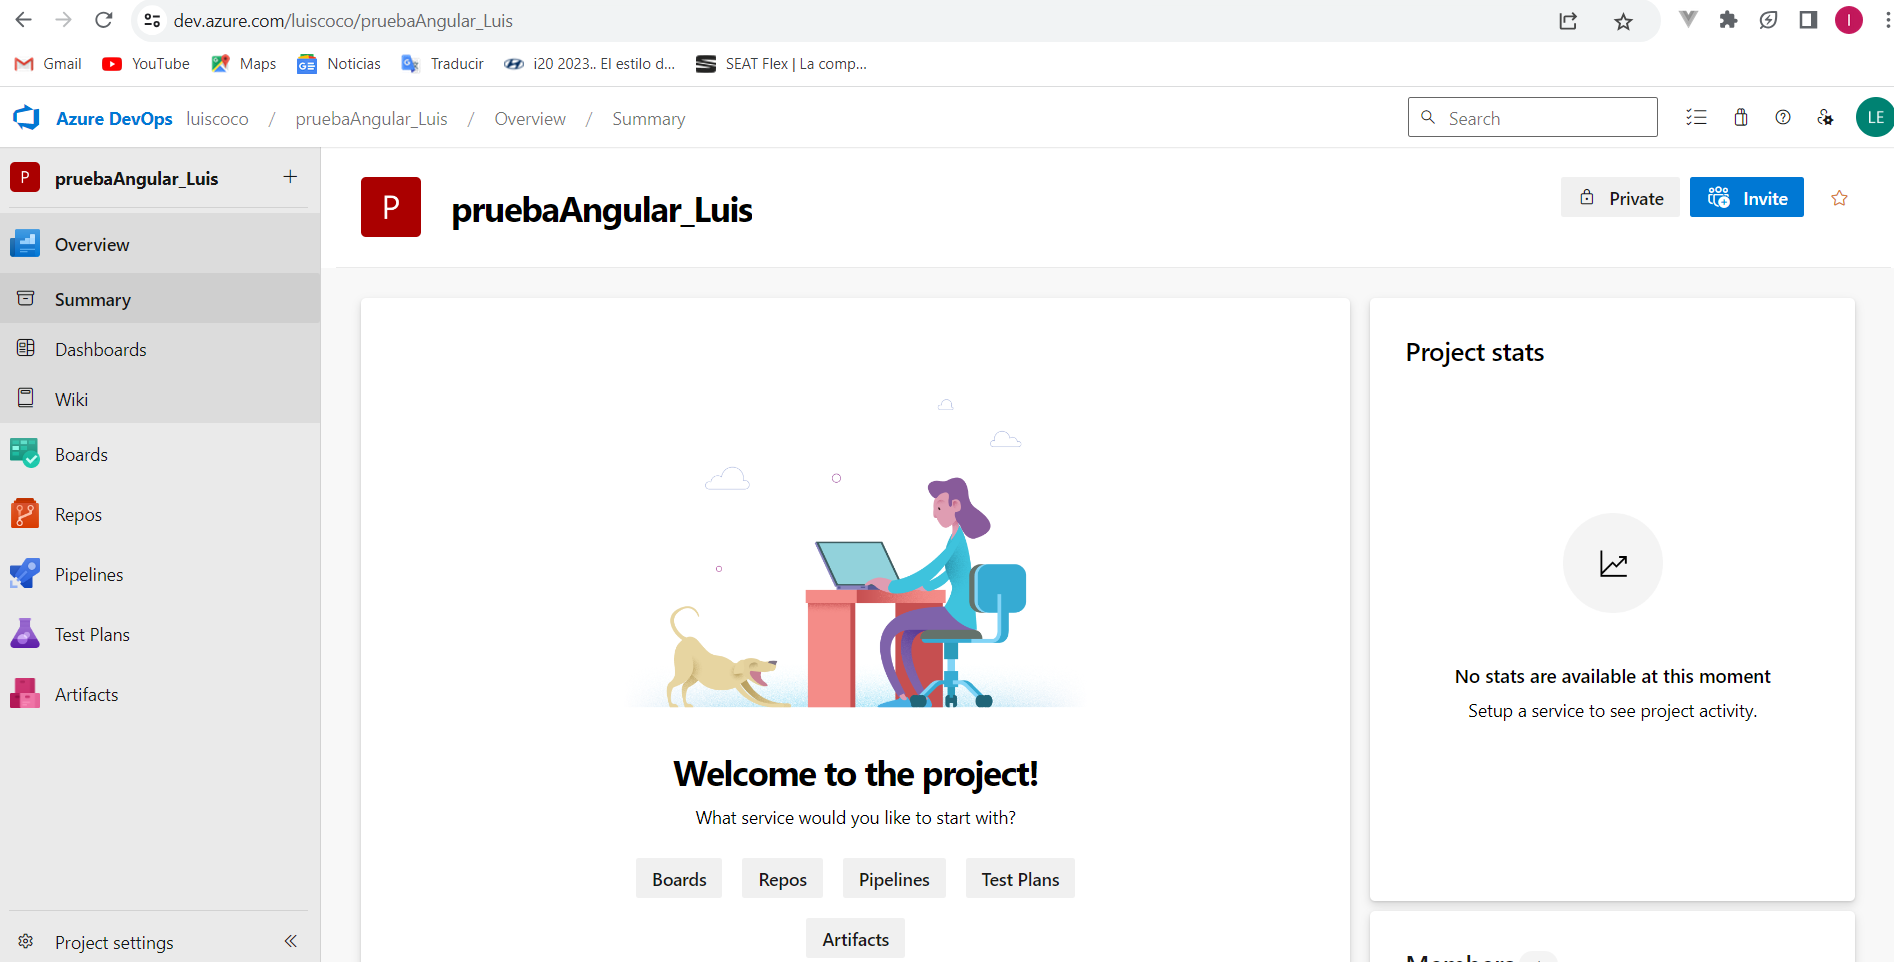 dev.azure.com/luiscoco/pruebaAngular_Luis
I
Gmail YouTube Maps Noticias Traducir i20 2023.. El estilo d... SEAT Flex | La comp...
Azure DevOps luiscoco / pruebaAngular_Luis / Overview / Summary
Search
LE
P pruebaAngular_Luis +
Overview
Summary
Dashboards
Wiki
Boards
Repos
Pipelines
Test Plans
Artifacts
Project settings
P pruebaAngular_Luis
Private Invite
Welcome to the project!
What service would you like to start with?
Boards Repos Pipelines Test Plans
Artifacts
Project stats
No stats are available at this moment
Setup a service to see project activity.
Members